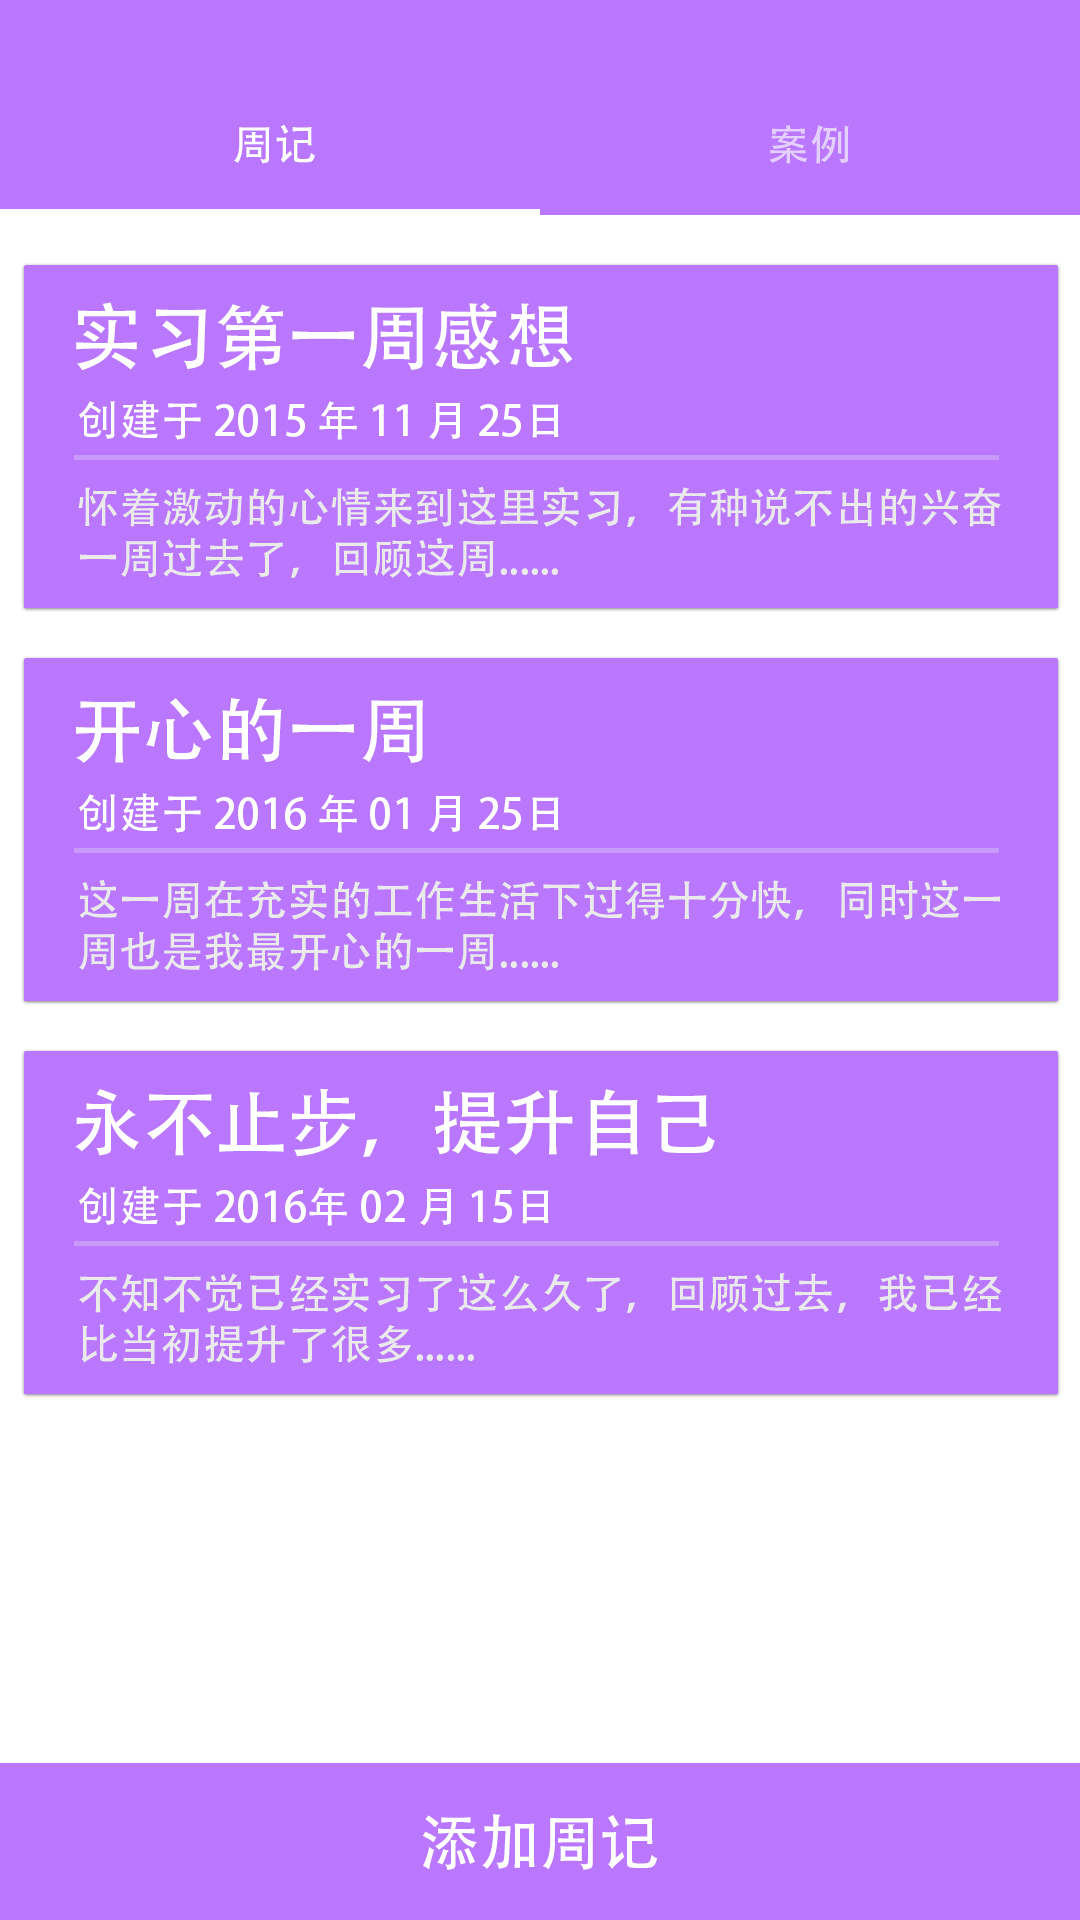 周记
案例
实习第一周感想
创建于 2015 年 11 月 25日
怀着激动的心情来到这里实习，有种说不出的兴奋
一周过去了，回顾这周......
开心的一周
创建于 2016 年 01 月 25日
这一周在充实的工作生活下过得十分快，同时这一
周也是我最开心的一周......
永不止步，提升自己
创建于 2016年 02 月 15日
不知不觉已经实习了这么久了，回顾过去，我已经
比当初提升了很多......
添加周记